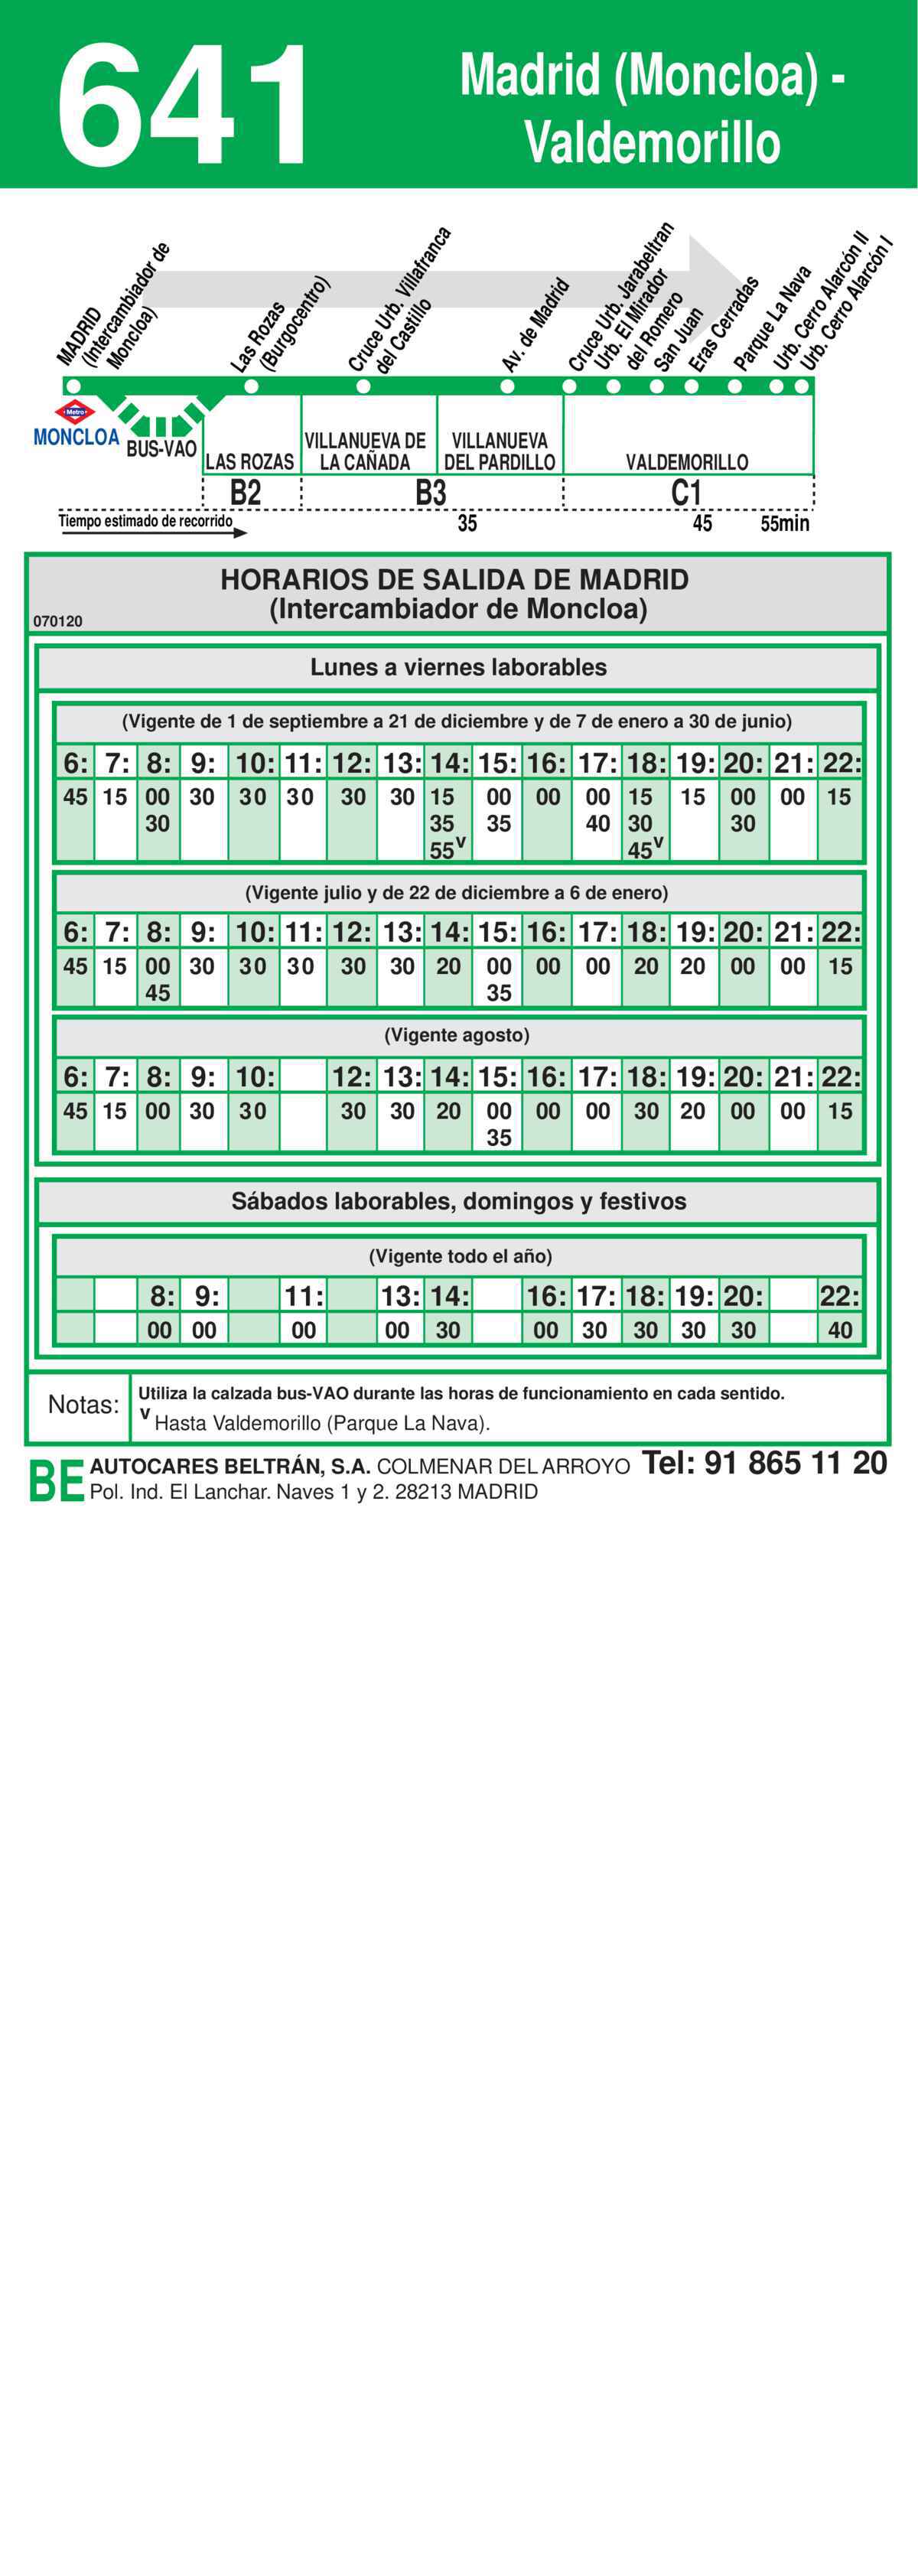 641
Madrid (Moncloa) -
Valdemorillo
MADRID
(Intercambiador de
Moncloa)
Las Rozas
(Burgocentro)
Cruce Urb. Villafranca
del Castillo
Av. de Madrid
Cruce Urb. Jarabeltran
Urb. El Mirador
del Romero
San Juan
Eras Cerradas
Parque La Nava
Urb. Cerro Alarcón II
Urb. Cerro Alarcón I
Metro
MONCLOA
BUS-VAO
LAS ROZAS
VILLANUEVA DE
LA CAÑADA
VILLANUEVA
DEL PARDILLO
VALDEMORILLO
B2 B3 C1
Tiempo estimado de recorrido 35 45 55min
HORARIOS DE SALIDA DE MADRID
(Intercambiador de Moncloa)
070120
Lunes a viernes laborables
(Vigente de 1 de septiembre a 21 de diciembre y de 7 de enero a 30 de junio)
6: 7: 8: 9: 10: 11: 12: 13: 14: 15: 16: 17: 18: 19: 20: 21: 22:
45 15 00 30 30 30 30 30 15 00 00 00 15 15 00 00 15
30 35 35 40 30 30
55v 45v
(Vigente julio y de 22 de diciembre a 6 de enero)
6: 7: 8: 9: 10: 11: 12: 13: 14: 15: 16: 17: 18: 19: 20: 21: 22:
45 15 00 30 30 30 30 30 20 00 00 00 20 20 00 00 15
45 35
(Vigente agosto)
6: 7: 8: 9: 10: 12: 13: 14: 15: 16: 17: 18: 19: 20: 21: 22:
45 15 00 30 30 30 30 20 00 00 00 30 20 00 00 15
35
Sábados laborables, domingos y festivos
(Vigente todo el año)
8: 9: 11: 13: 14: 16: 17: 18: 19: 20: 22:
00 00 00 00 30 00 30 30 30 30 40
Notas:
Utiliza la calzada bus-VAO durante las horas de funcionamiento en cada sentido.
v Hasta Valdemorillo (Parque La Nava).
BE
AUTOCARES BELTRÁN, S.A. COLMENAR DEL ARROYO Tel: 91 865 11 20
Pol. Ind. El Lanchar. Naves 1 y 2. 28213 MADRID